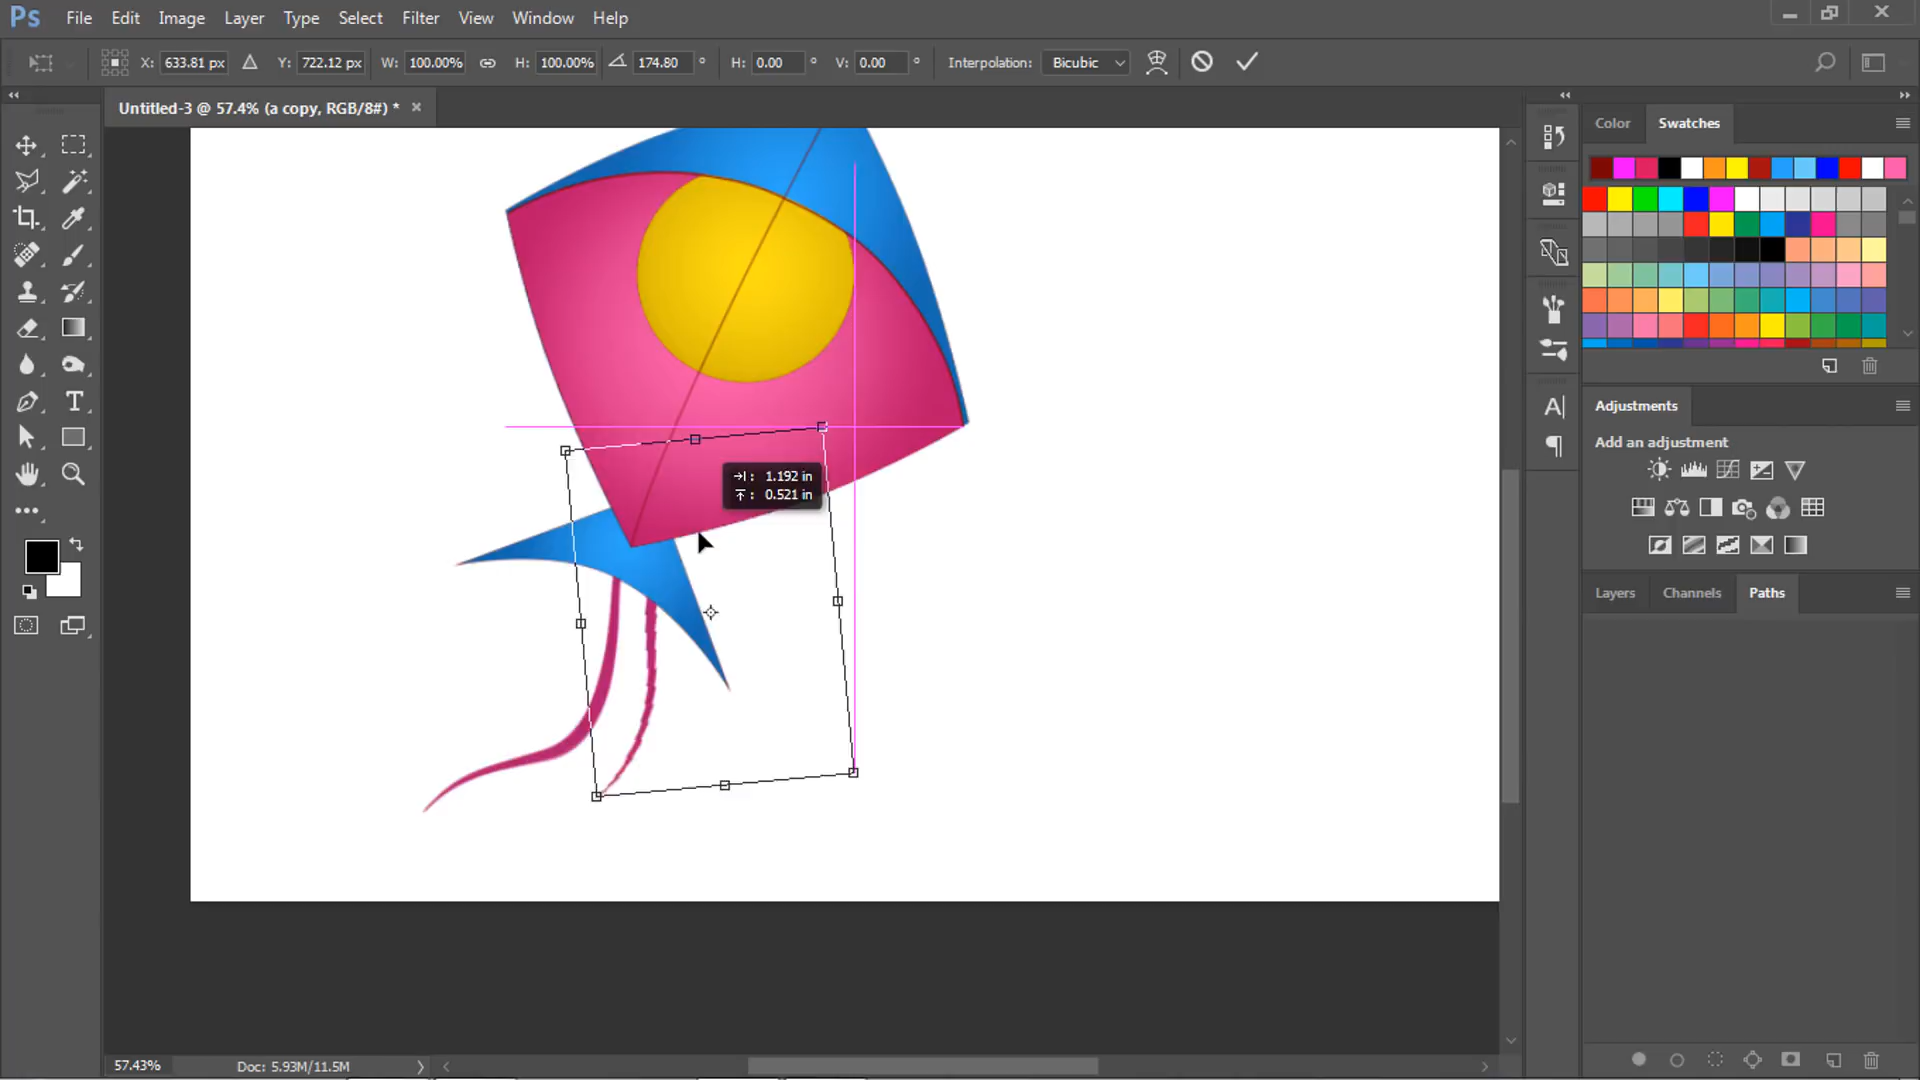 Ps File Edit Image Layer Type Select Filter View Window Help
X: 633.81 px Y: 722.12 px W: 100.00% H: 100.00% 174.80 ° H: 0.00 ° V: 0.00 ° Interpolation: Bicubic
Untitled-3 @ 57.4% (a copy, RGB/8#) * ×
Color Swatches
→|: 1.192 in
0.521 in
Adjustments
Add an adjustment
Layers Channels Paths
57.43% Doc: 5.93M/11.5M